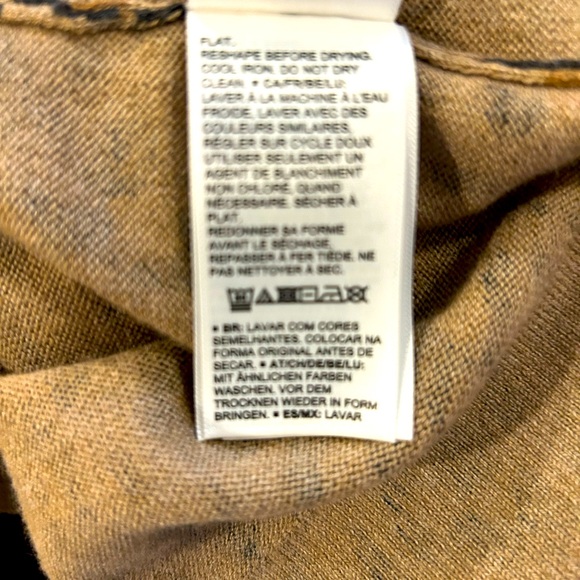 FLAT.
RESHAPE BEFORE DRYING.
COOL IRON. DO NOT DRY
CLEAN. • CA/FR/BE/LU:
LAVER À LA MACHINE À L'EAU
FROIDE, LAVER AVEC DES
COULEURS SIMILAIRES,
RÉGLER SUR CYCLE DOUX.
UTILISER SEULEMENT UN
AGENT DE BLANCHIMENT
NON CHLORÉ, QUAND
NÉCESSAIRE. SÉCHER À
PLAT.
REDONNER SA FORME
AVANT LE SÉCHAGE.
REPASSER À FER TIÈDE. NE
PAS NETTOYER À SEC.
• BR: LAVAR COM CORES
SEMELHANTES. COLOCAR NA
FORMA ORIGINAL ANTES DE
SECAR. • AT/CH/DE/BE/LU:
MIT ÄHNLICHEN FARBEN
WASCHEN. VOR DEM
TROCKNEN WIEDER IN FORM
BRINGEN. • ES/MX: LAVAR